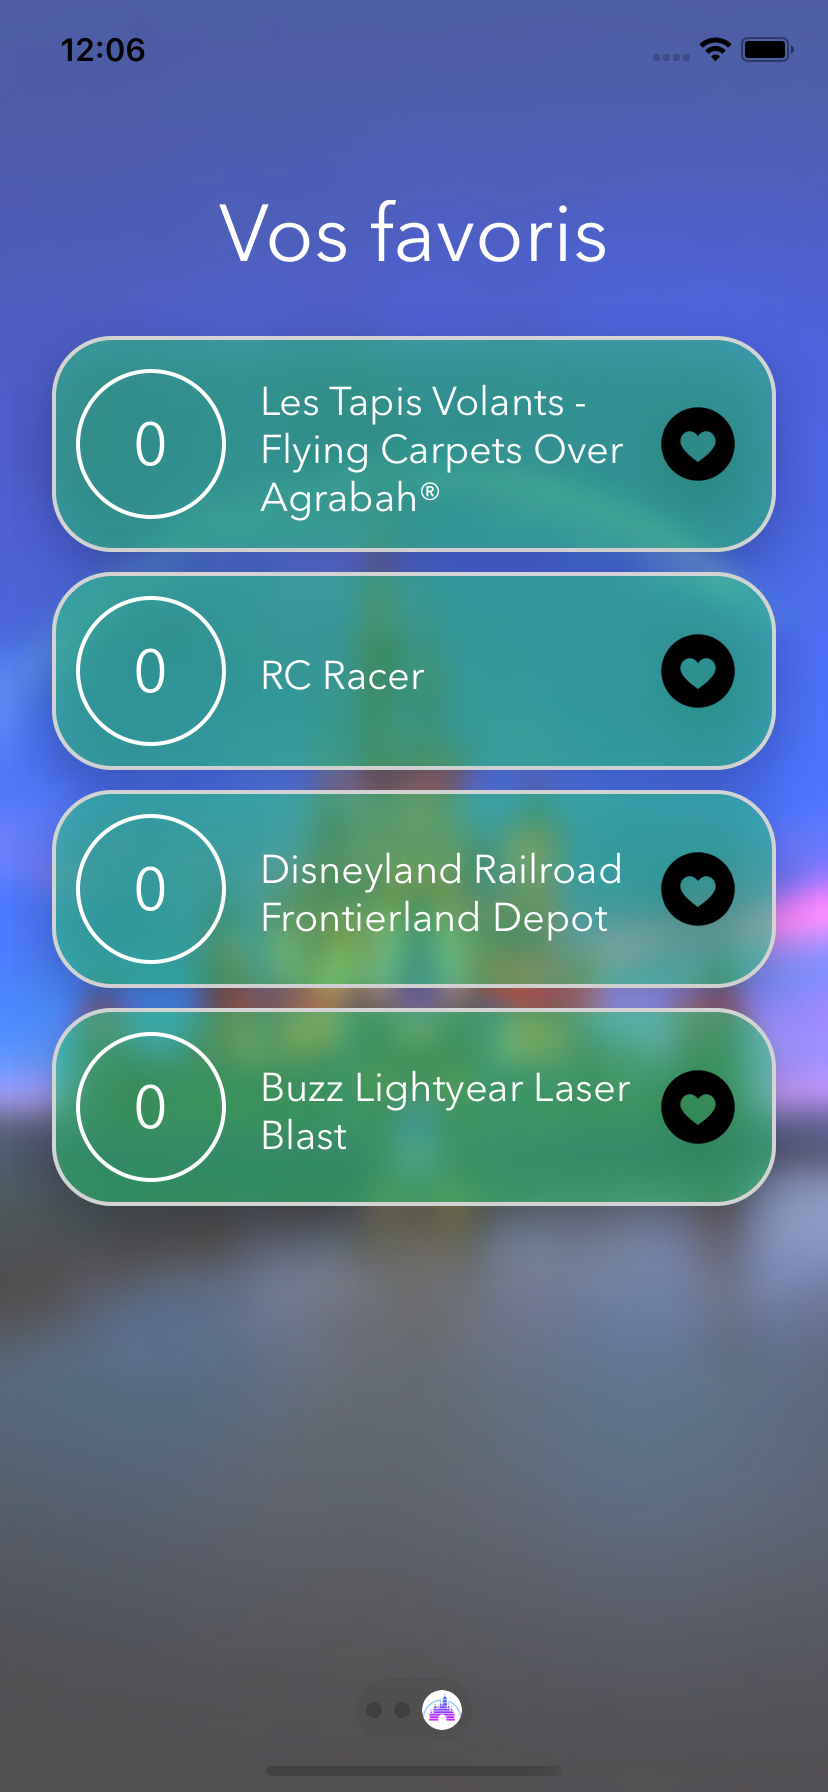 12:06
Vos favoris
0
Les Tapis Volants -
Flying Carpets Over
Agrabah®
0
RC Racer
0
Disneyland Railroad
Frontierland Depot
0
Buzz Lightyear Laser
Blast